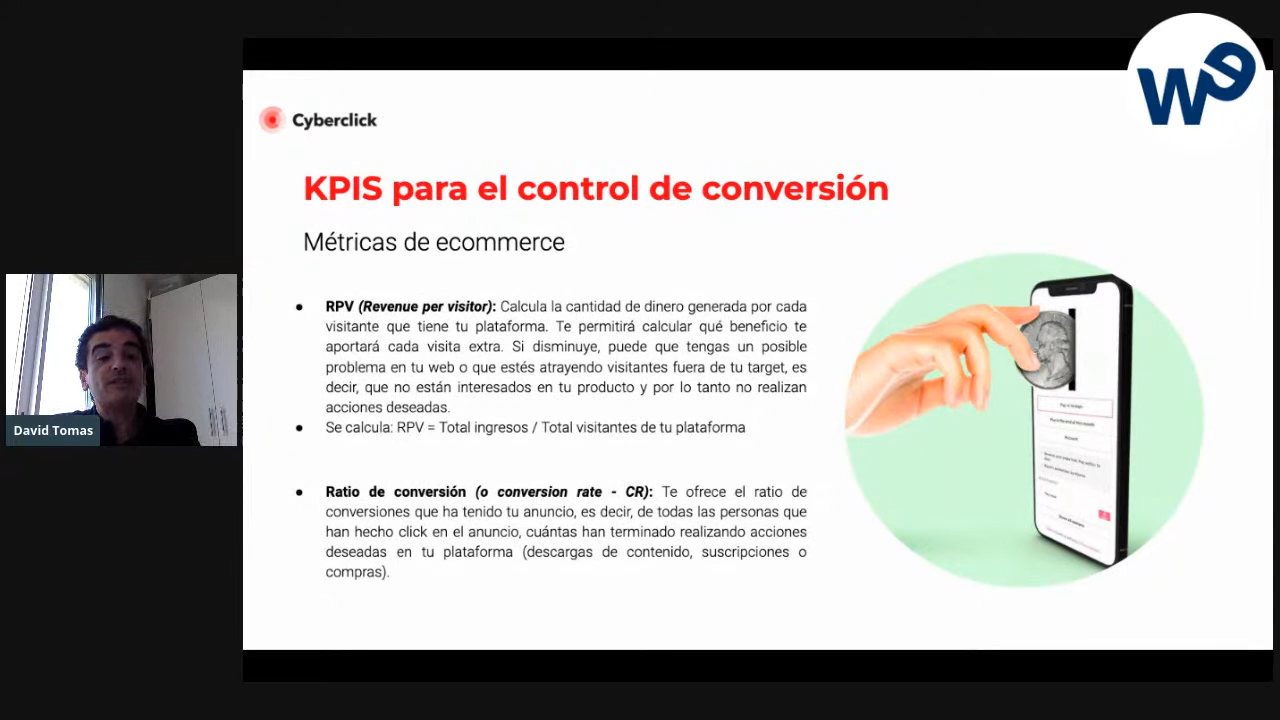 We
Cyberclick
KPIS para el control de conversión
Métricas de ecommerce
● RPV (Revenue per visitor): Calcula la cantidad de dinero generada por cada
visitante que tiene tu plataforma. Te permitirá calcular qué beneficio te
aportará cada visita extra. Si disminuye, puede que tengas un posible
problema en tu web o que estés atrayendo visitantes fuera de tu target, es
decir, que no están interesados en tu producto y por lo tanto no realizan
acciones deseadas.
● Se calcula: RPV = Total ingresos / Total visitantes de tu plataforma
● Ratio de conversión (o conversion rate - CR): Te ofrece el ratio de
conversiones que ha tenido tu anuncio, es decir, de todas las personas que
han hecho click en el anuncio, cuántas han terminado realizando acciones
deseadas en tu plataforma (descargas de contenido, suscripciones o
compras).
David Tomas